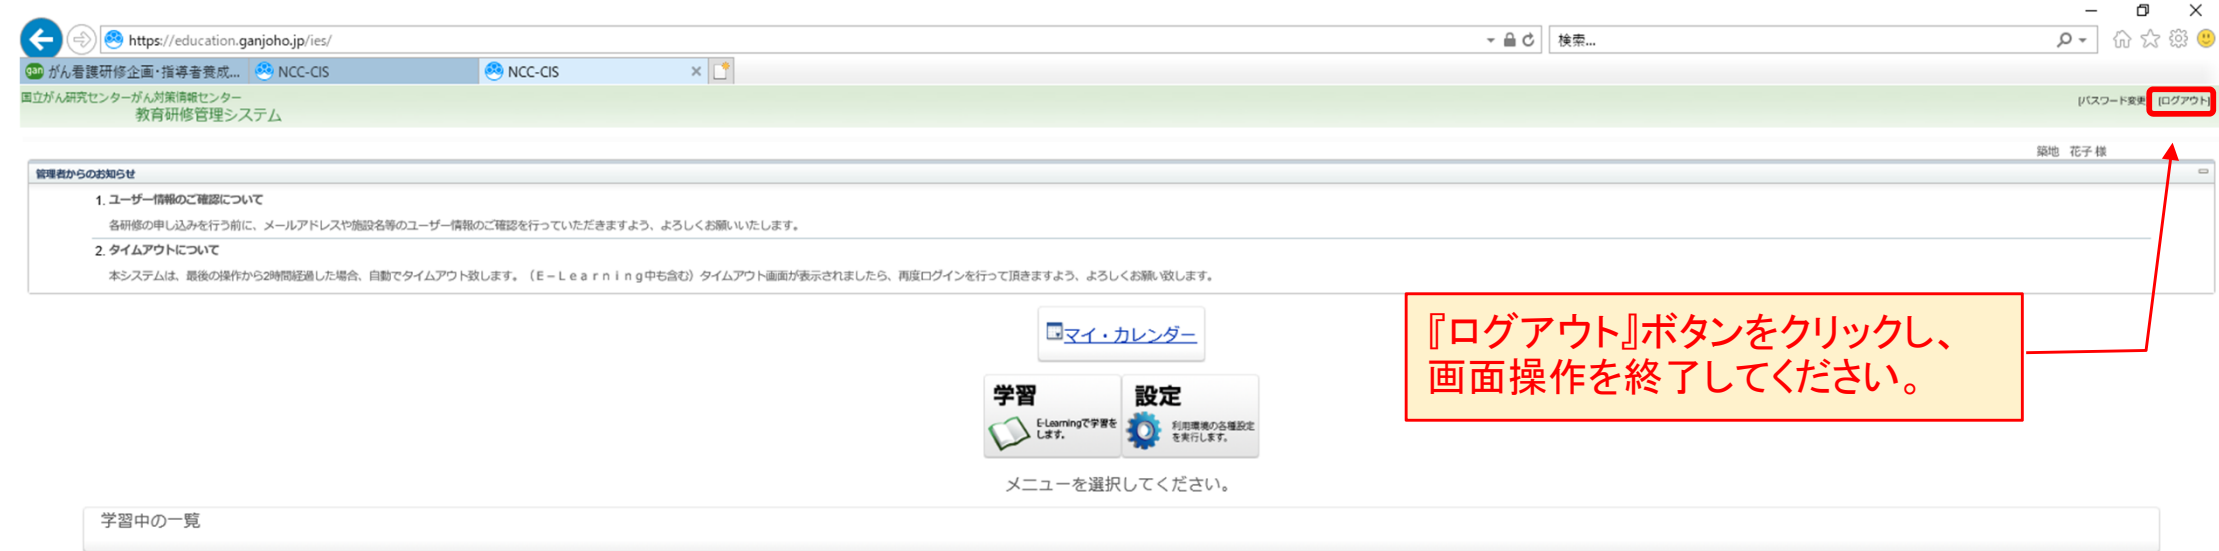 https://education.ganjoho.jp/ies/
検索...
がん看護研修企画・指導者養成...
NCC-CIS
NCC-CIS
国立がん研究センターがん対策情報センター
教育研修管理システム
[パスワード変更
[ログアウト]
築地 花子 様
管理者からのお知らせ
1. ユーザー情報のご確認について
各研修の申し込みを行う前に、メールアドレスや施設名等のユーザー情報のご確認を行っていただきますよう、よろしくお願いいたします。
2. タイムアウトについて
本システムは、最後の操作から2時間経過した場合、自動でタイムアウト致します。（E－Ｌｅａｒｎｉｎｇ中も含む）タイムアウト画面が表示されましたら、再度ログインを行って頂きますよう、よろしくお願い致します。
マイ・カレンダー
『ログアウト』ボタンをクリックし、
画面操作を終了してください。
学習
E-Learningで学習を
します。
設定
利用環境の各種設定
を実行します。
メニューを選択してください。
学習中の一覧